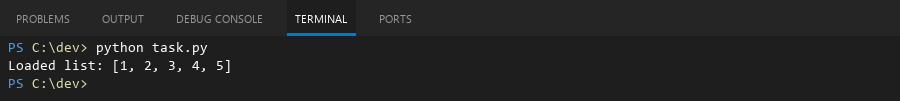 PROBLEMS OUTPUT DEBUG CONSOLE TERMINAL PORTS
PS C:\dev> python task.py
Loaded list: [1, 2, 3, 4, 5]
PS C:\dev>